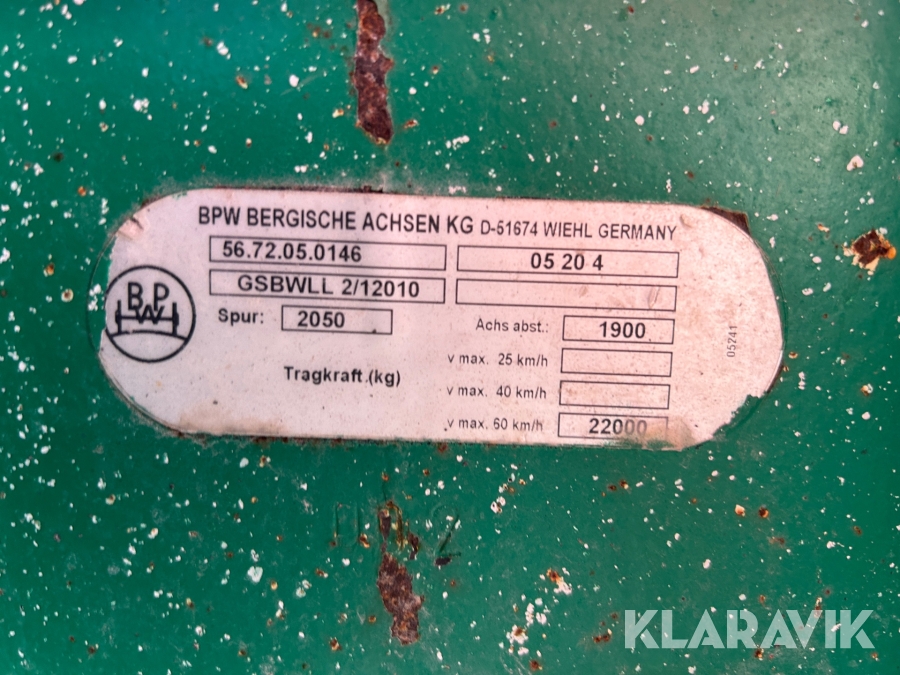 BPW BERGISCHE ACHSEN KG D-51674 WIEHL GERMANY
56.72.05.0146 05 20 4
GSBWLL 2/12010
BPW
Spur: 2050 Achs abst.: 1900
v max. 25 km/h
Tragkraft.(kg)
v max. 40 km/h
v max. 60 km/h 22000
05741
KLARAVIK